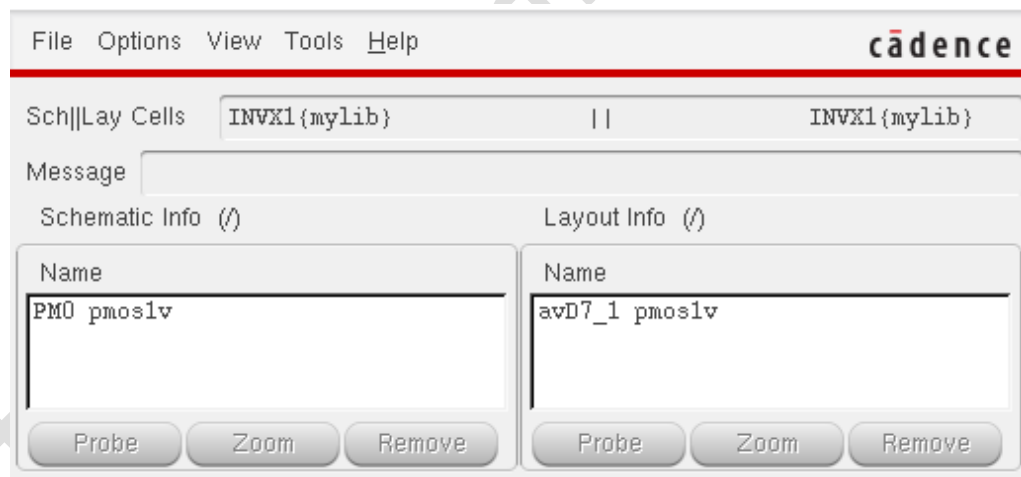 File Options View Tools Help cādence
Sch||Lay Cells INVX1{mylib} || INVX1{mylib}
Message
Schematic Info (/) Layout Info (/)
Name Name
PM0 pmos1v avD7_1 pmos1v
Probe Zoom Remove Probe Zoom Remove